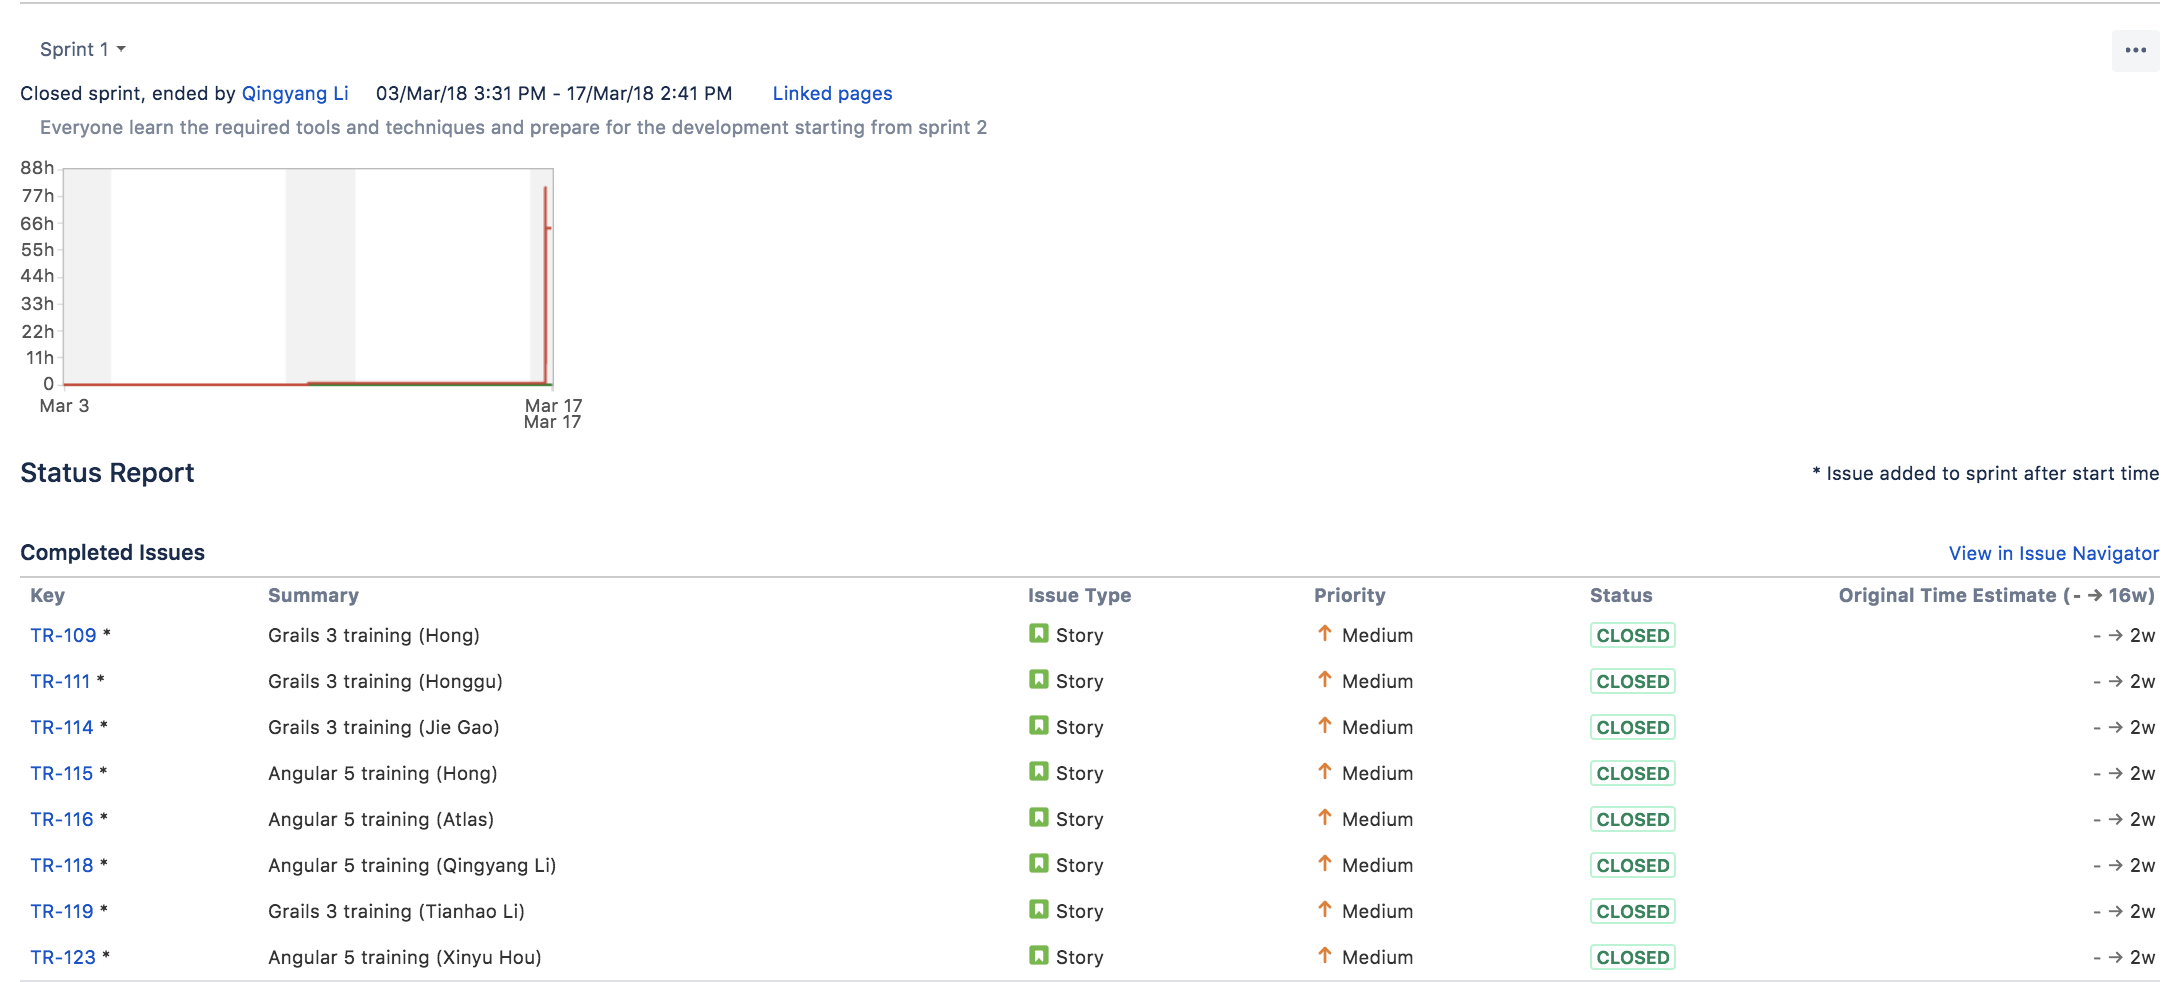 Sprint 1
•••
Closed sprint, ended by Qingyang Li 03/Mar/18 3:31 PM - 17/Mar/18 2:41 PM Linked pages
Everyone learn the required tools and techniques and prepare for the development starting from sprint 2
88h
77h
66h
55h
44h
33h
22h
11h
0
Mar 3 Mar 17
Mar 17
Status Report * Issue added to sprint after start time
Completed Issues View in Issue Navigator
Key Summary Issue Type Priority Status Original Time Estimate (- → 16w)
TR-109 * Grails 3 training (Hong) Story Medium CLOSED - → 2w
TR-111 * Grails 3 training (Honggu) Story Medium CLOSED - → 2w
TR-114 * Grails 3 training (Jie Gao) Story Medium CLOSED - → 2w
TR-115 * Angular 5 training (Hong) Story Medium CLOSED - → 2w
TR-116 * Angular 5 training (Atlas) Story Medium CLOSED - → 2w
TR-118 * Angular 5 training (Qingyang Li) Story Medium CLOSED - → 2w
TR-119 * Grails 3 training (Tianhao Li) Story Medium CLOSED - → 2w
TR-123 * Angular 5 training (Xinyu Hou) Story Medium CLOSED - → 2w